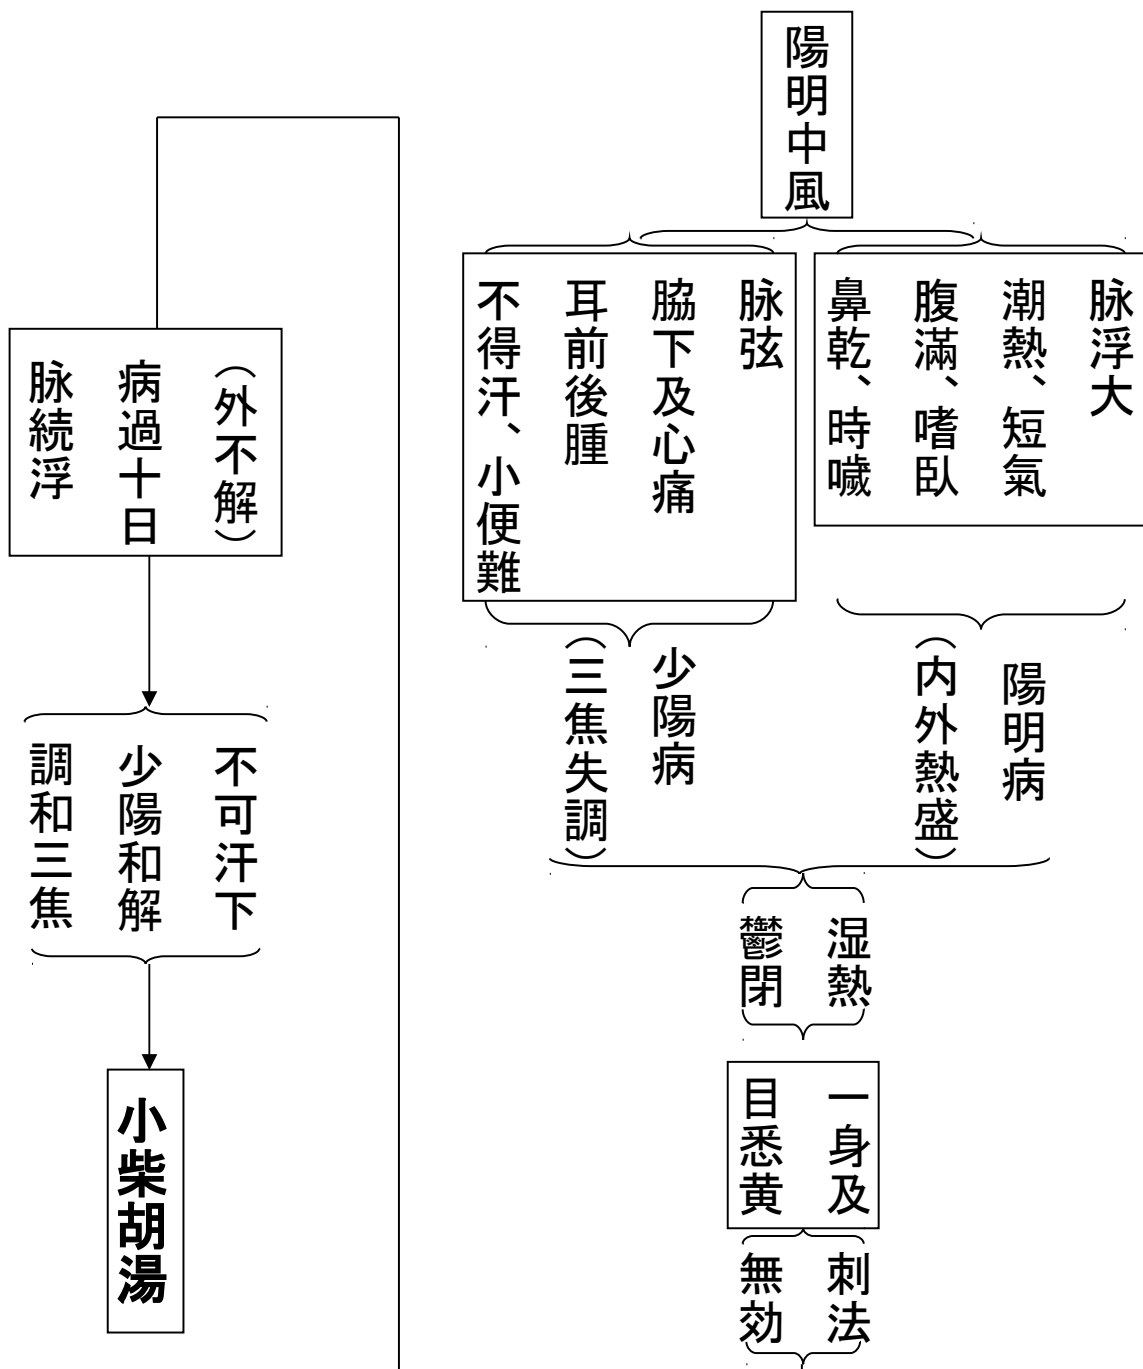 陽明中風
脉浮大
潮熱、短氣
腹滿、嗜臥
鼻乾、時噦
脉弦
脇下及心痛
耳前後腫
不得汗、小便難
陽明病
（内外熱盛）
少陽病
（三焦失調）
湿熱
鬱閉
一身及
目悉黄
刺法
無効
（外不解）
病過十日
脉続浮
不可汗下
少陽和解
調和三焦
小柴胡湯